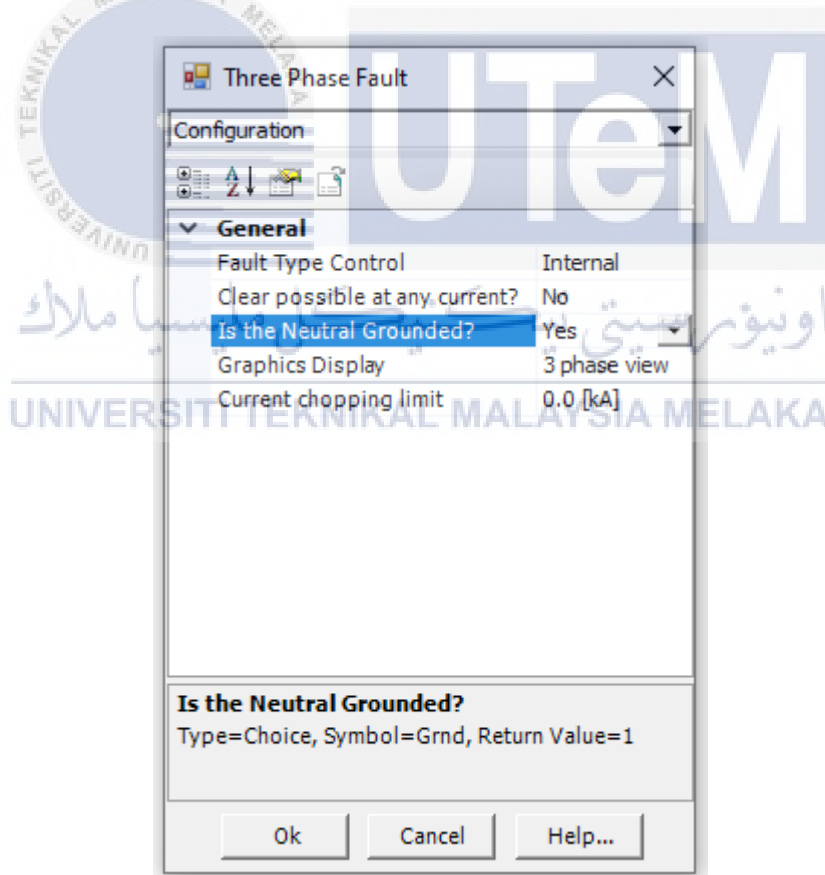 UTeM
UNIVERSITI TEKNIKAL MALAYSIA MELAKA
Three Phase Fault
Configuration
General
Fault Type Control Internal
Clear possible at any current? No
Is the Neutral Grounded? Yes
Graphics Display 3 phase view
Current chopping limit 0.0 [kA]
Is the Neutral Grounded?
Type=Choice, Symbol=Grnd, Return Value=1
Ok Cancel Help...